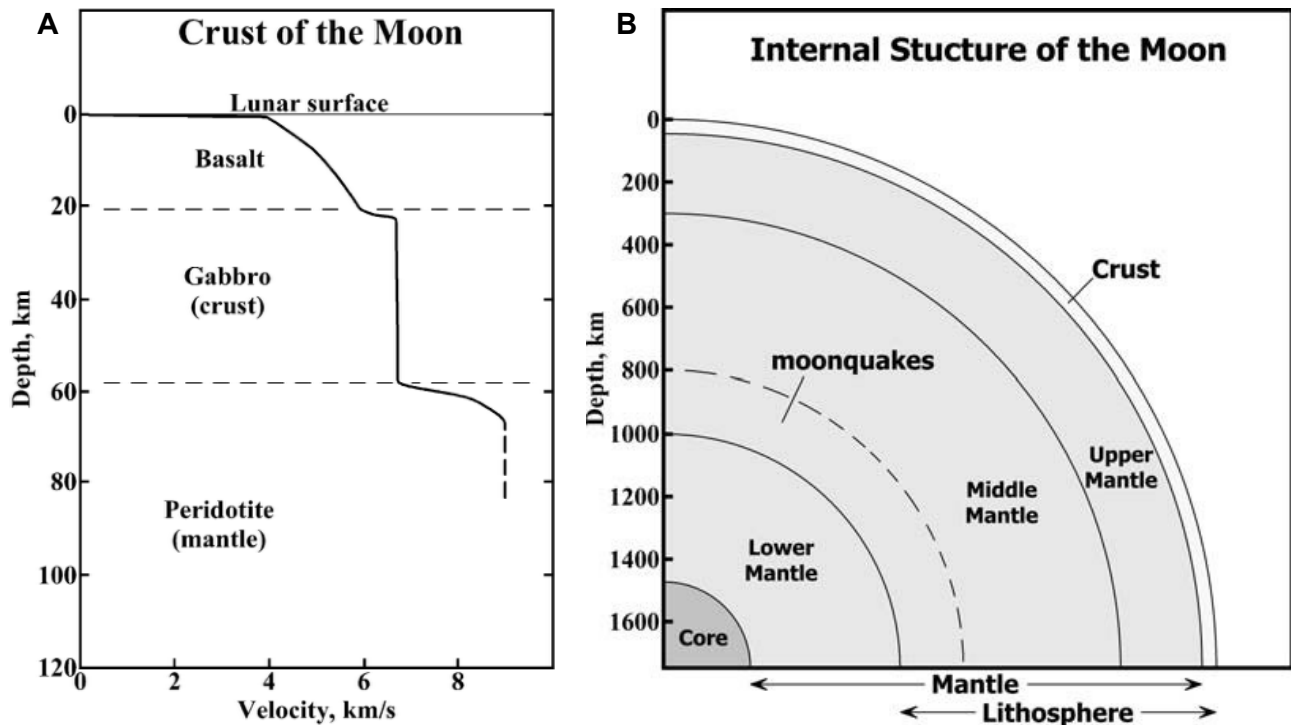 A
Crust of the Moon
Lunar surface
0
Basalt
20
Gabbro
(crust)
40
Depth, km
60
80
Peridotite
(mantle)
100
120
0 2 4 6 8
Velocity, km/s
B
Internal Stucture of the Moon
0
200
400
Crust
600
moonquakes
800
Depth, km
1000
Upper
Mantle
1200
Middle
Mantle
Lower
Mantle
1400
1600
Core
Mantle
Lithosphere